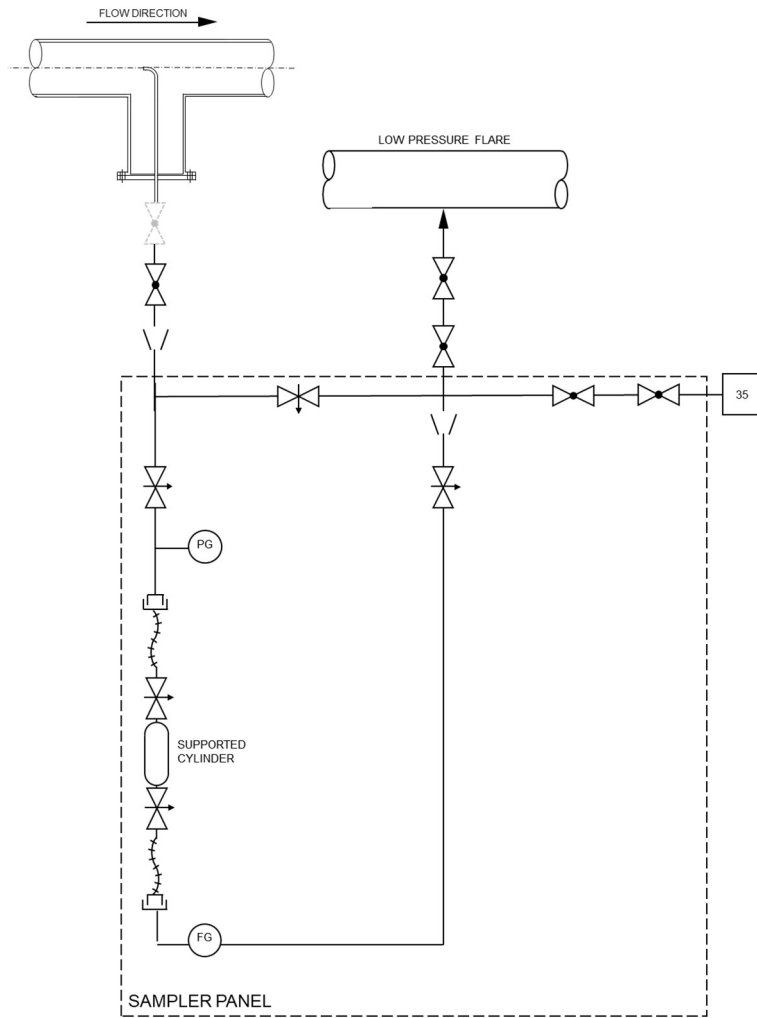 FLOW DIRECTION
LOW PRESSURE FLARE
35
PG
SUPPORTED
CYLINDER
FG
SAMPLER PANEL